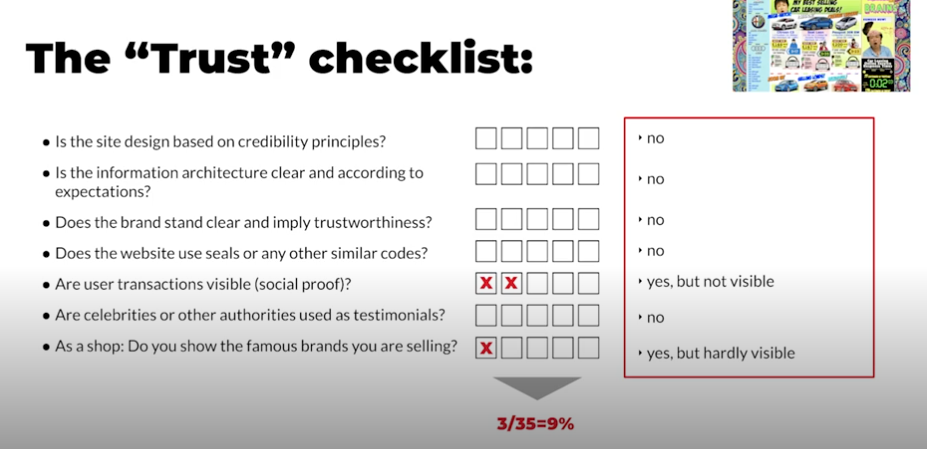 MY BEST SELLING
CAR LEASING DEALS!
BRAINS
The “Trust” checklist:
0.02
• Is the site design based on credibility principles?
‣ no
• Is the information architecture clear and according to
expectations?
‣ no
• Does the brand stand clear and imply trustworthiness?
‣ no
• Does the website use seals or any other similar codes?
‣ no
• Are user transactions visible (social proof)?
X X
‣ yes, but not visible
• Are celebrities or other authorities used as testimonials?
‣ no
• As a shop: Do you show the famous brands you are selling?
X
‣ yes, but hardly visible
3/35=9%